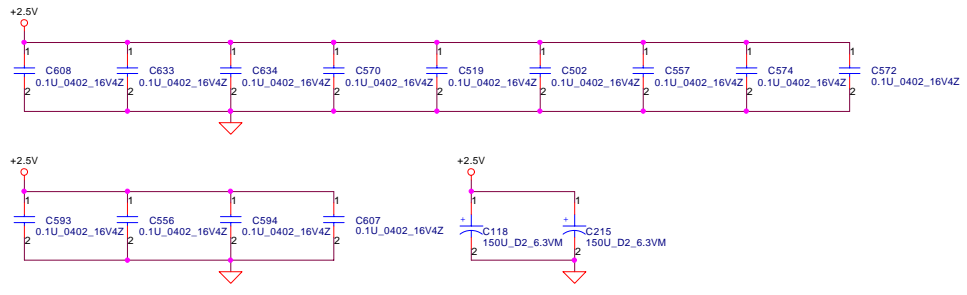 +2.5V
1 1 1 1 1 1 1 1 1
C608 C633 C634 C570 C519 C502 C557 C574 C572
0.1U_0402_16V4Z 0.1U_0402_16V4Z 0.1U_0402_16V4Z 0.1U_0402_16V4Z 0.1U_0402_16V4Z 0.1U_0402_16V4Z 0.1U_0402_16V4Z 0.1U_0402_16V4Z 0.1U_0402_16V4Z
2 2 2 2 2 2 2 2 2
+2.5V +2.5V
1 1 1 1 1 1
C593 C556 C594 C607 + C118 + C215
0.1U_0402_16V4Z 0.1U_0402_16V4Z 0.1U_0402_16V4Z 0.1U_0402_16V4Z 150U_D2_6.3VM 150U_D2_6.3VM
2 2 2 2 2 2